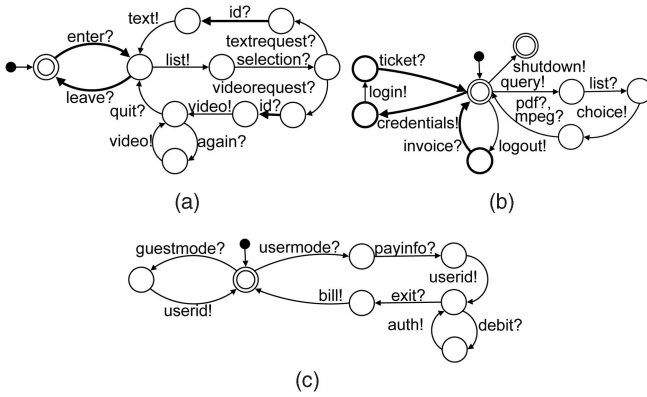 text!
id?
enter?
textrequest?
list!
selection?
videorequest?
leave?
quit?
video!
id?
video!
again?
(a)
ticket?
shutdown!
query!
list?
login!
pdf?,
mpeg?
choice!
credentials!
invoice?
logout!
(b)
guestmode?
usermode?
payinfo?
userid!
userid!
bill!
exit?
auth!
debit?
(c)